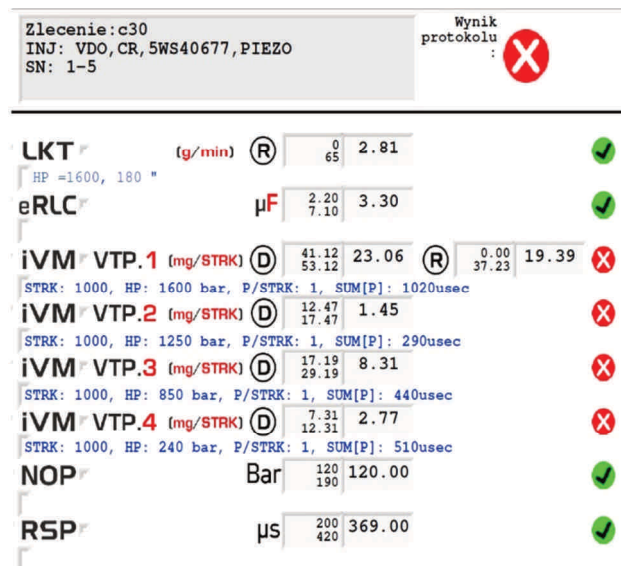 Zlecenie:c30
INJ: VDO,CR,5WS40677,PIEZO
SN: 1-5
Wynik
protokolu
:
LKT (g/min) R 0 65 2.81
HP =1600, 180 "
eRLC µF 2.20 7.10 3.30
iVM VTP.1 (mg/STRK) D 41.12 53.12 23.06 R 0.00 37.23 19.39
STRK: 1000, HP: 1600 bar, P/STRK: 1, SUM[P]: 1020usec
iVM VTP.2 (mg/STRK) D 12.47 17.47 1.45
STRK: 1000, HP: 1250 bar, P/STRK: 1, SUM[P]: 290usec
iVM VTP.3 (mg/STRK) D 17.19 29.19 8.31
STRK: 1000, HP: 850 bar, P/STRK: 1, SUM[P]: 440usec
iVM VTP.4 (mg/STRK) D 7.31 12.31 2.77
STRK: 1000, HP: 240 bar, P/STRK: 1, SUM[P]: 510usec
NOP Bar 120 190 120.00
RSP µs 200 420 369.00